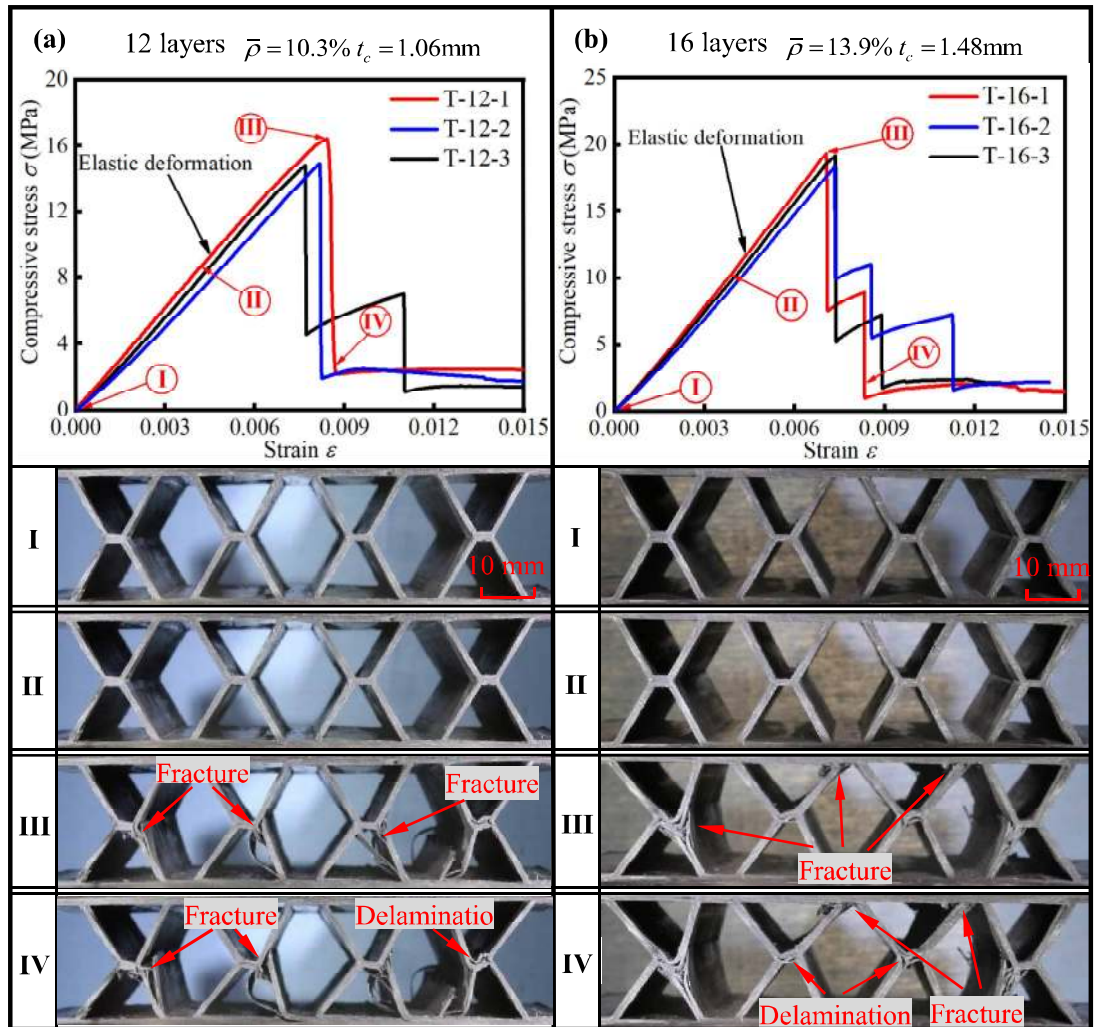 (a) 12 layers ρ̄ = 10.3% t_c = 1.06mm
20
16
12
8
4
0
Compressive stress σ (MPa)
T-12-1
T-12-2
T-12-3
III
Elastic deformation
II
IV
I
0.000 0.003 0.006 0.009 0.012 0.015
Strain ε
(b) 16 layers ρ̄ = 13.9% t_c = 1.48mm
25
20
15
10
5
0
Compressive stress σ (MPa)
T-16-1
T-16-2
T-16-3
III
Elastic deformation
II
IV
I
0.000 0.003 0.006 0.009 0.012 0.015
Strain ε
I
10 mm
I
10 mm
II
II
III
Fracture
Fracture
III
Fracture
IV
Fracture
Delaminatio
IV
Delamination
Fracture